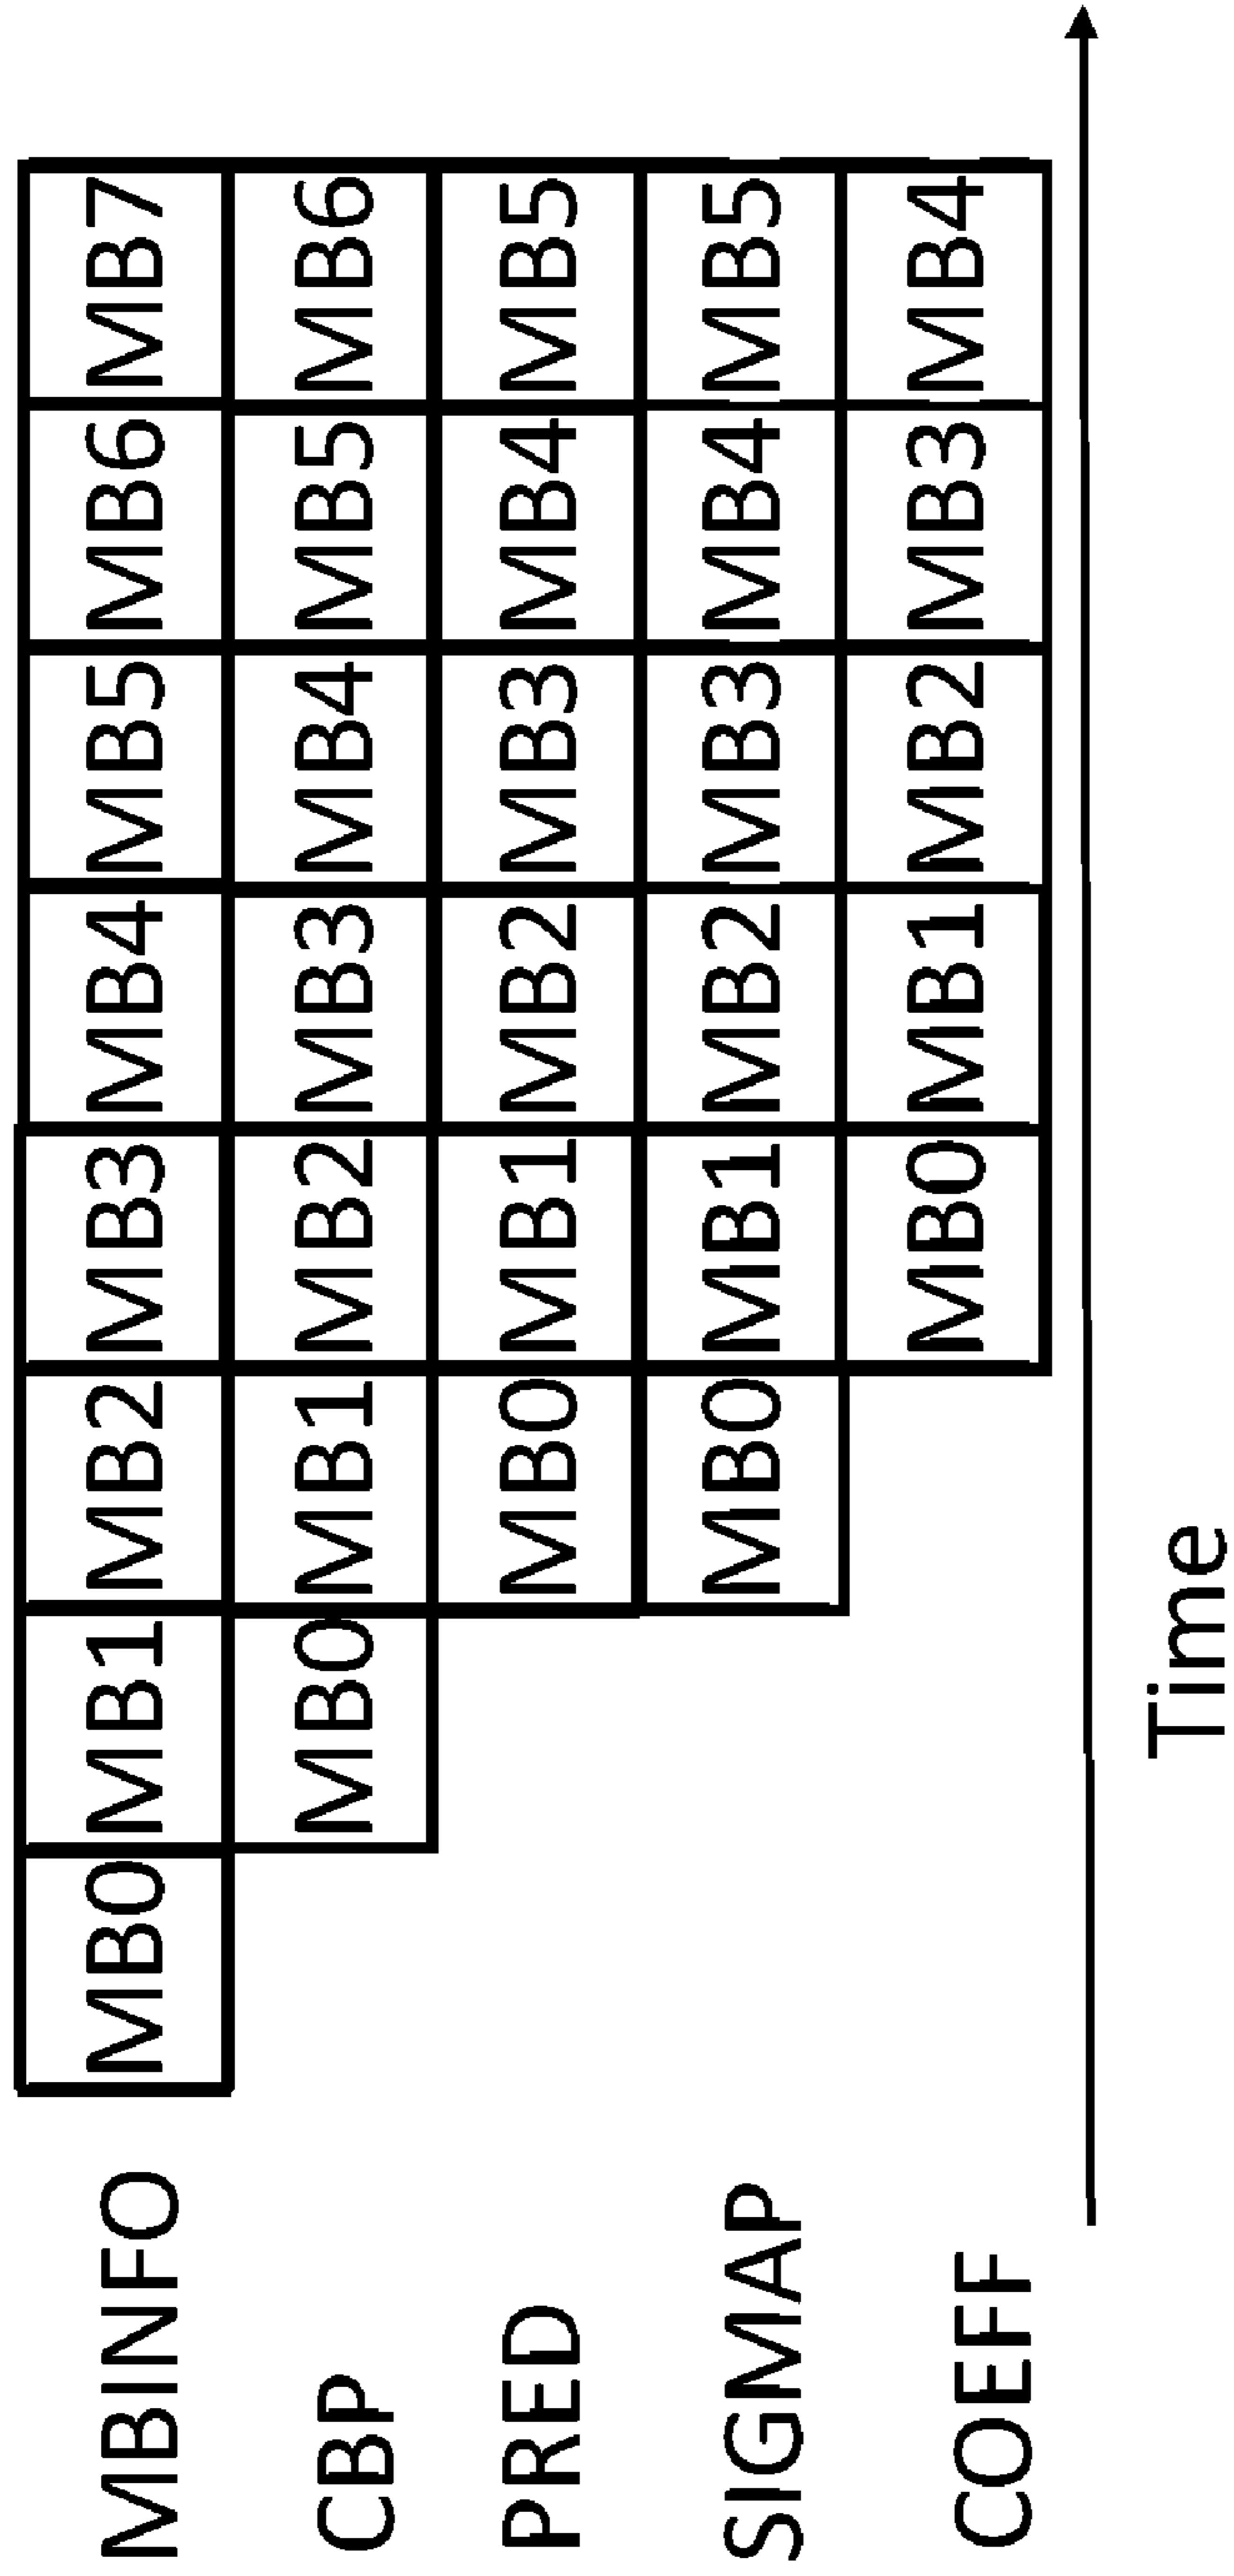 MBINFO MB0 MB1 MB2 MB3 MB4 MB5 MB6 MB7
CBP MB0 MB1 MB2 MB3 MB4 MB5 MB6
PRED MB0 MB1 MB2 MB3 MB4 MB5
SIGMAP MB0 MB1 MB2 MB3 MB4 MB5
COEFF MB0 MB1 MB2 MB3 MB4
Time